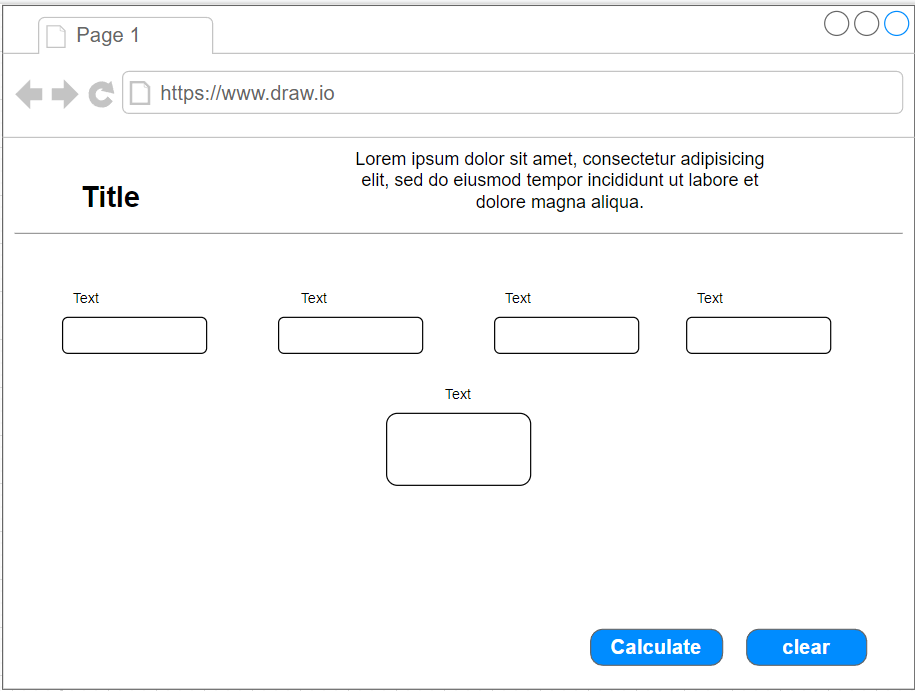 Page 1
https://www.draw.io
Lorem ipsum dolor sit amet, consectetur adipisicing
elit, sed do eiusmod tempor incididunt ut labore et
dolore magna aliqua.
Title
Text
Text
Text
Text
Text
Calculate
clear